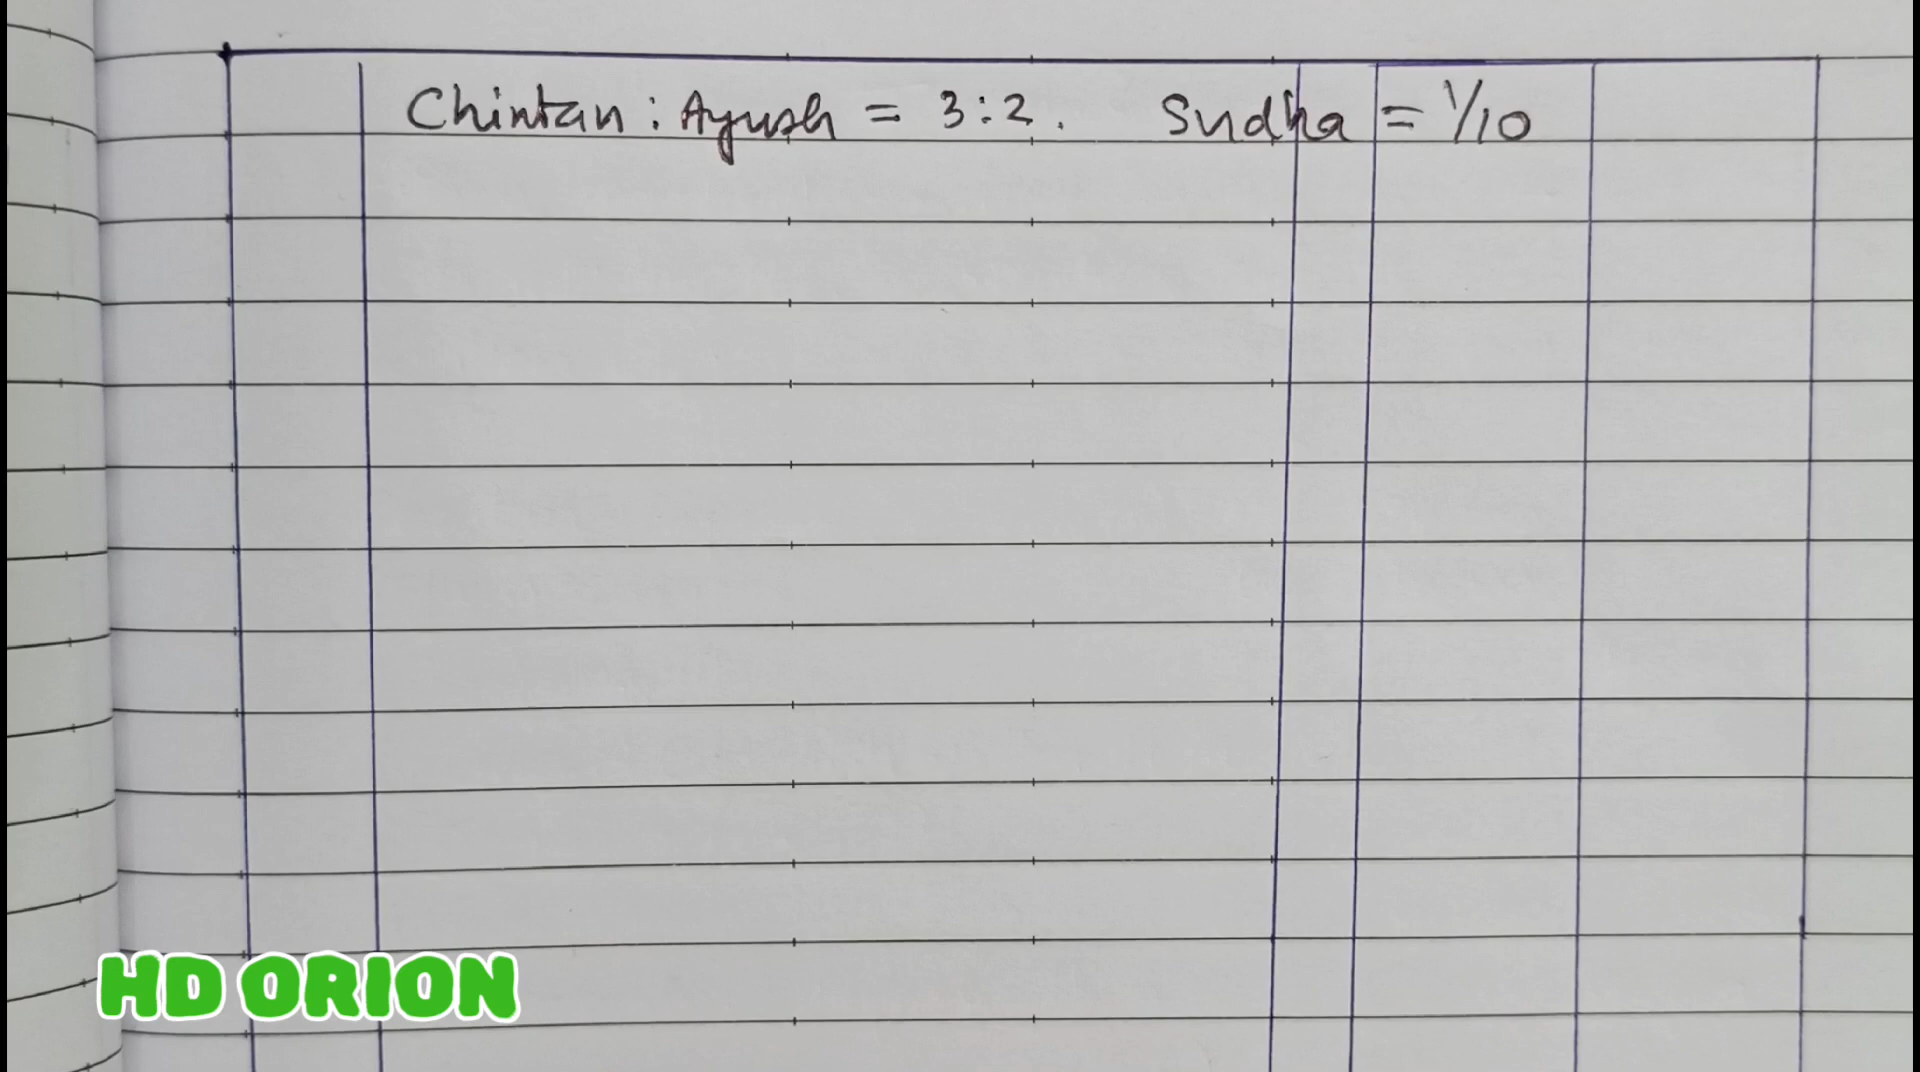 Chintan : Ayush = 3:2. Sudha = 1/10
HD ORION